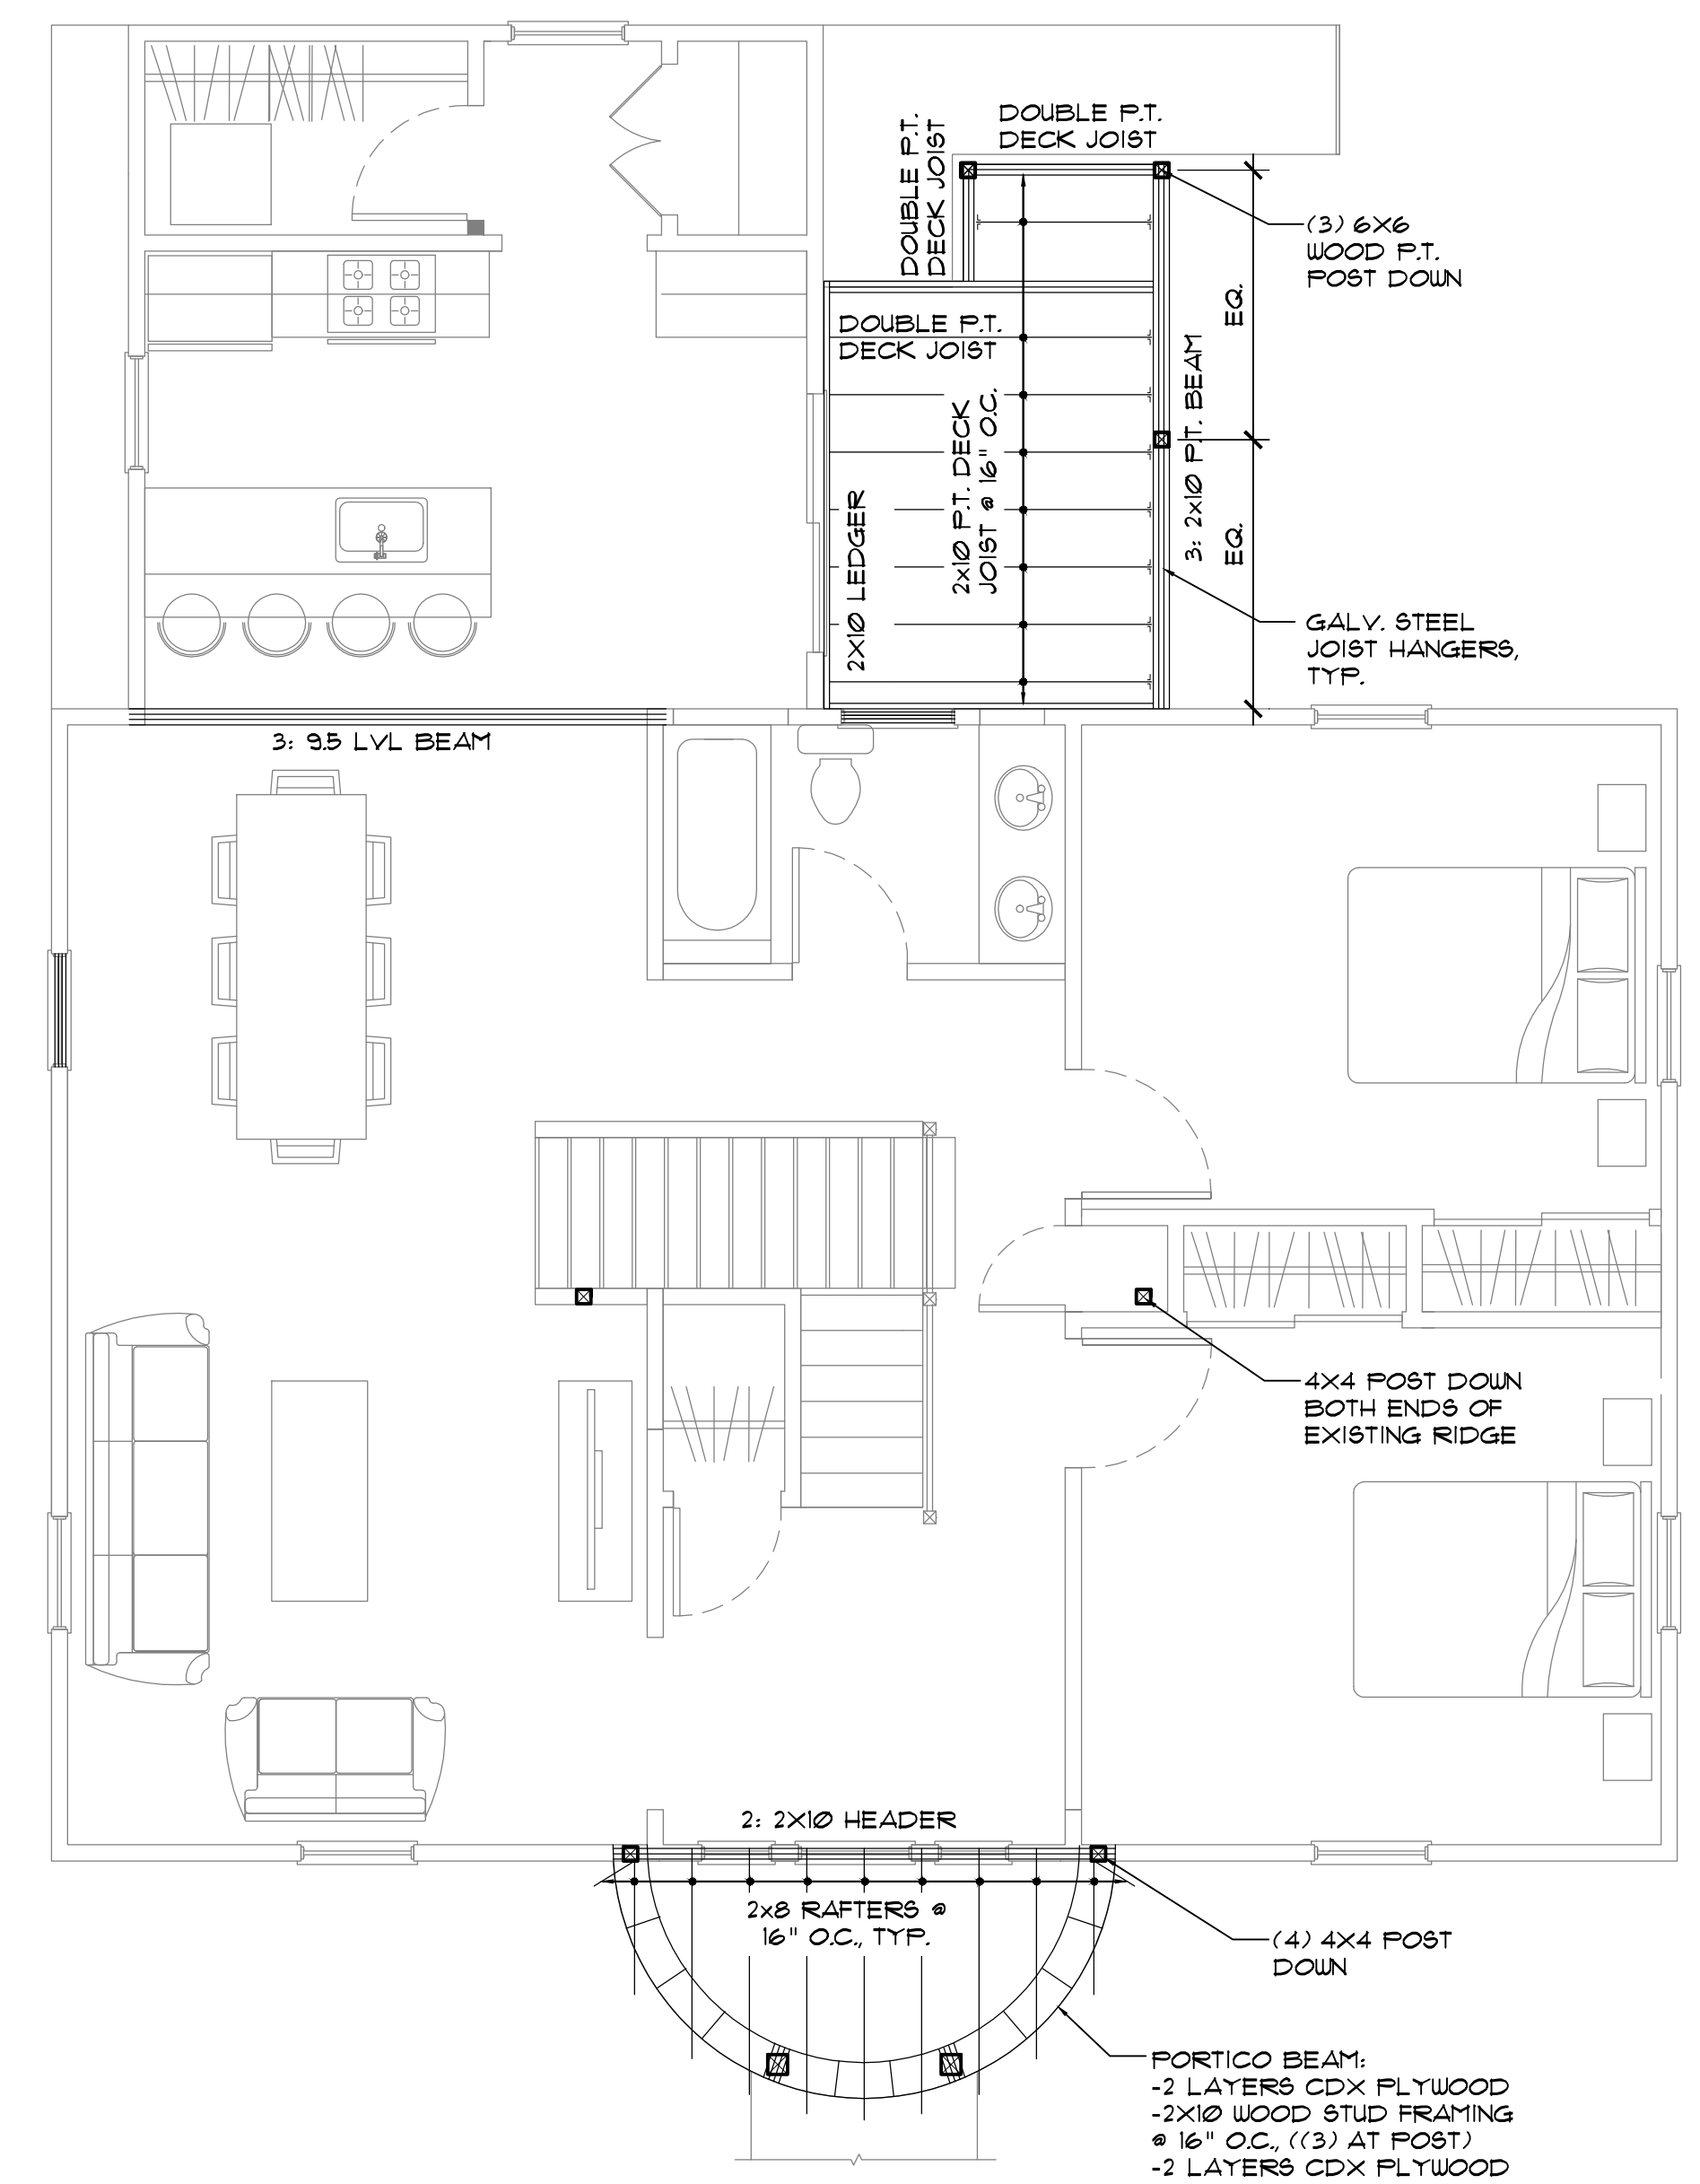 DOUBLE P.T.
DECK JOIST
DOUBLE P.T.
DECK JOIST
(3) 6X6
WOOD P.T.
POST DOWN
EQ.
DOUBLE P.T.
DECK JOIST
3: 2x10 P.T. BEAM
2x10 P.T. DECK
JOIST @ 16" O.C.
2X10 LEDGER
EQ.
GALV. STEEL
JOIST HANGERS,
TYP.
3: 9.5 LVL BEAM
4X4 POST DOWN
BOTH ENDS OF
EXISTING RIDGE
2: 2X10 HEADER
2x8 RAFTERS @
16" O.C., TYP.
(4) 4X4 POST
DOWN
PORTICO BEAM:
-2 LAYERS CDX PLYWOOD
-2X10 WOOD STUD FRAMING
@ 16" O.C., ((3) AT POST)
-2 LAYERS CDX PLYWOOD